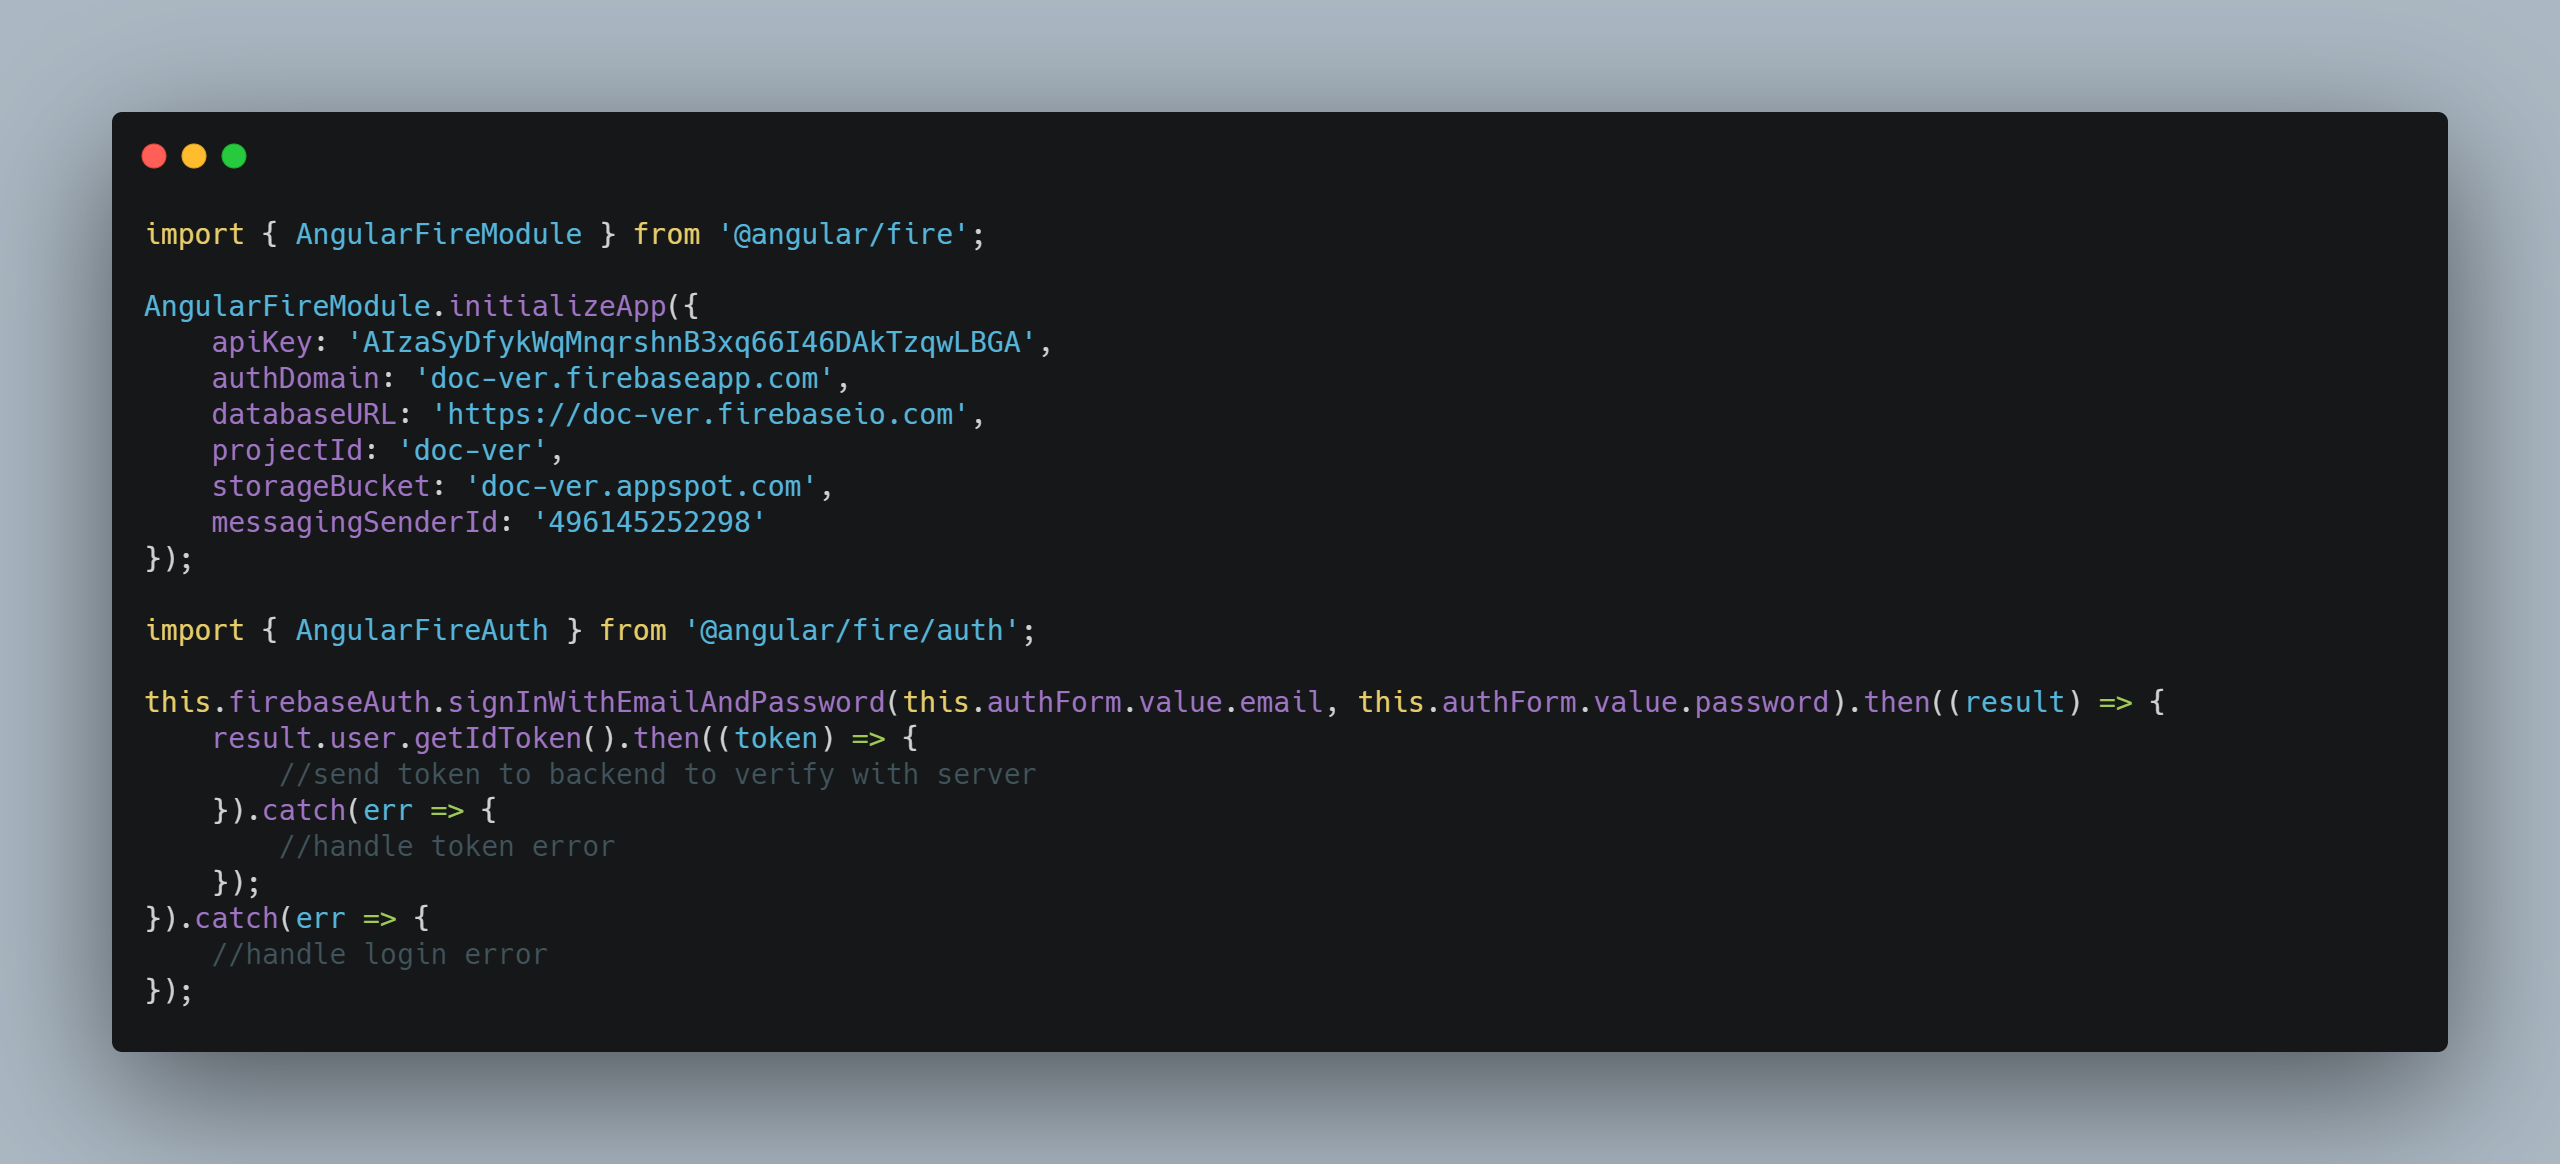 import { AngularFireModule } from '@angular/fire';
AngularFireModule.initializeApp({
apiKey: 'AIzaSyDfykWqMnqrshnB3xq66I46DAkTzqwLBGA',
authDomain: 'doc-ver.firebaseapp.com',
databaseURL: 'https://doc-ver.firebaseio.com',
projectId: 'doc-ver',
storageBucket: 'doc-ver.appspot.com',
messagingSenderId: '496145252298'
});
import { AngularFireAuth } from '@angular/fire/auth';
this.firebaseAuth.signInWithEmailAndPassword(this.authForm.value.email, this.authForm.value.password).then((result) => {
result.user.getIdToken().then((token) => {
//send token to backend to verify with server
}).catch(err => {
//handle token error
});
}).catch(err => {
//handle login error
});